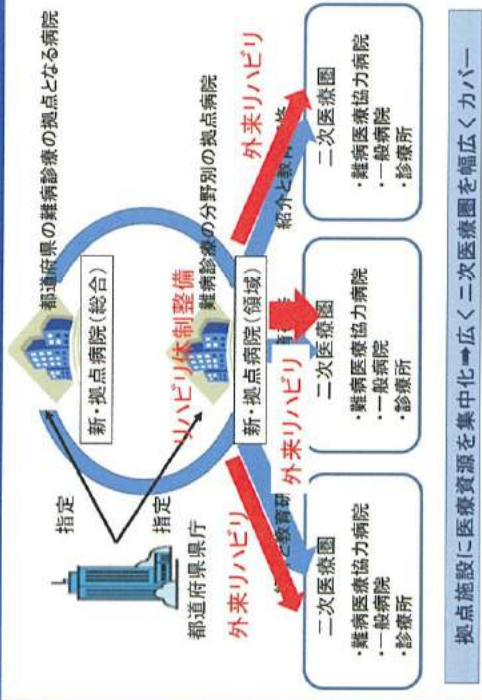 都道府県の難病診療の拠点となる病院
指定
新・拠点病院(総合)
リハビリ体制整備
難病診療の分野別の拠点病院
指定
都道府県県庁
新・拠点病院(領域)
外来リハビリ
外来リハビリ
外来リハビリ
紹介と教育
教育研
二次医療圏
・難病医療協力病院
・一般病院
・診療所
二次医療圏
・難病医療協力病院
・一般病院
・診療所
二次医療圏
・難病医療協力病院
・一般病院
・診療所
拠点施設に医療資源を集中化➡広く二次医療圏を幅広くカバー